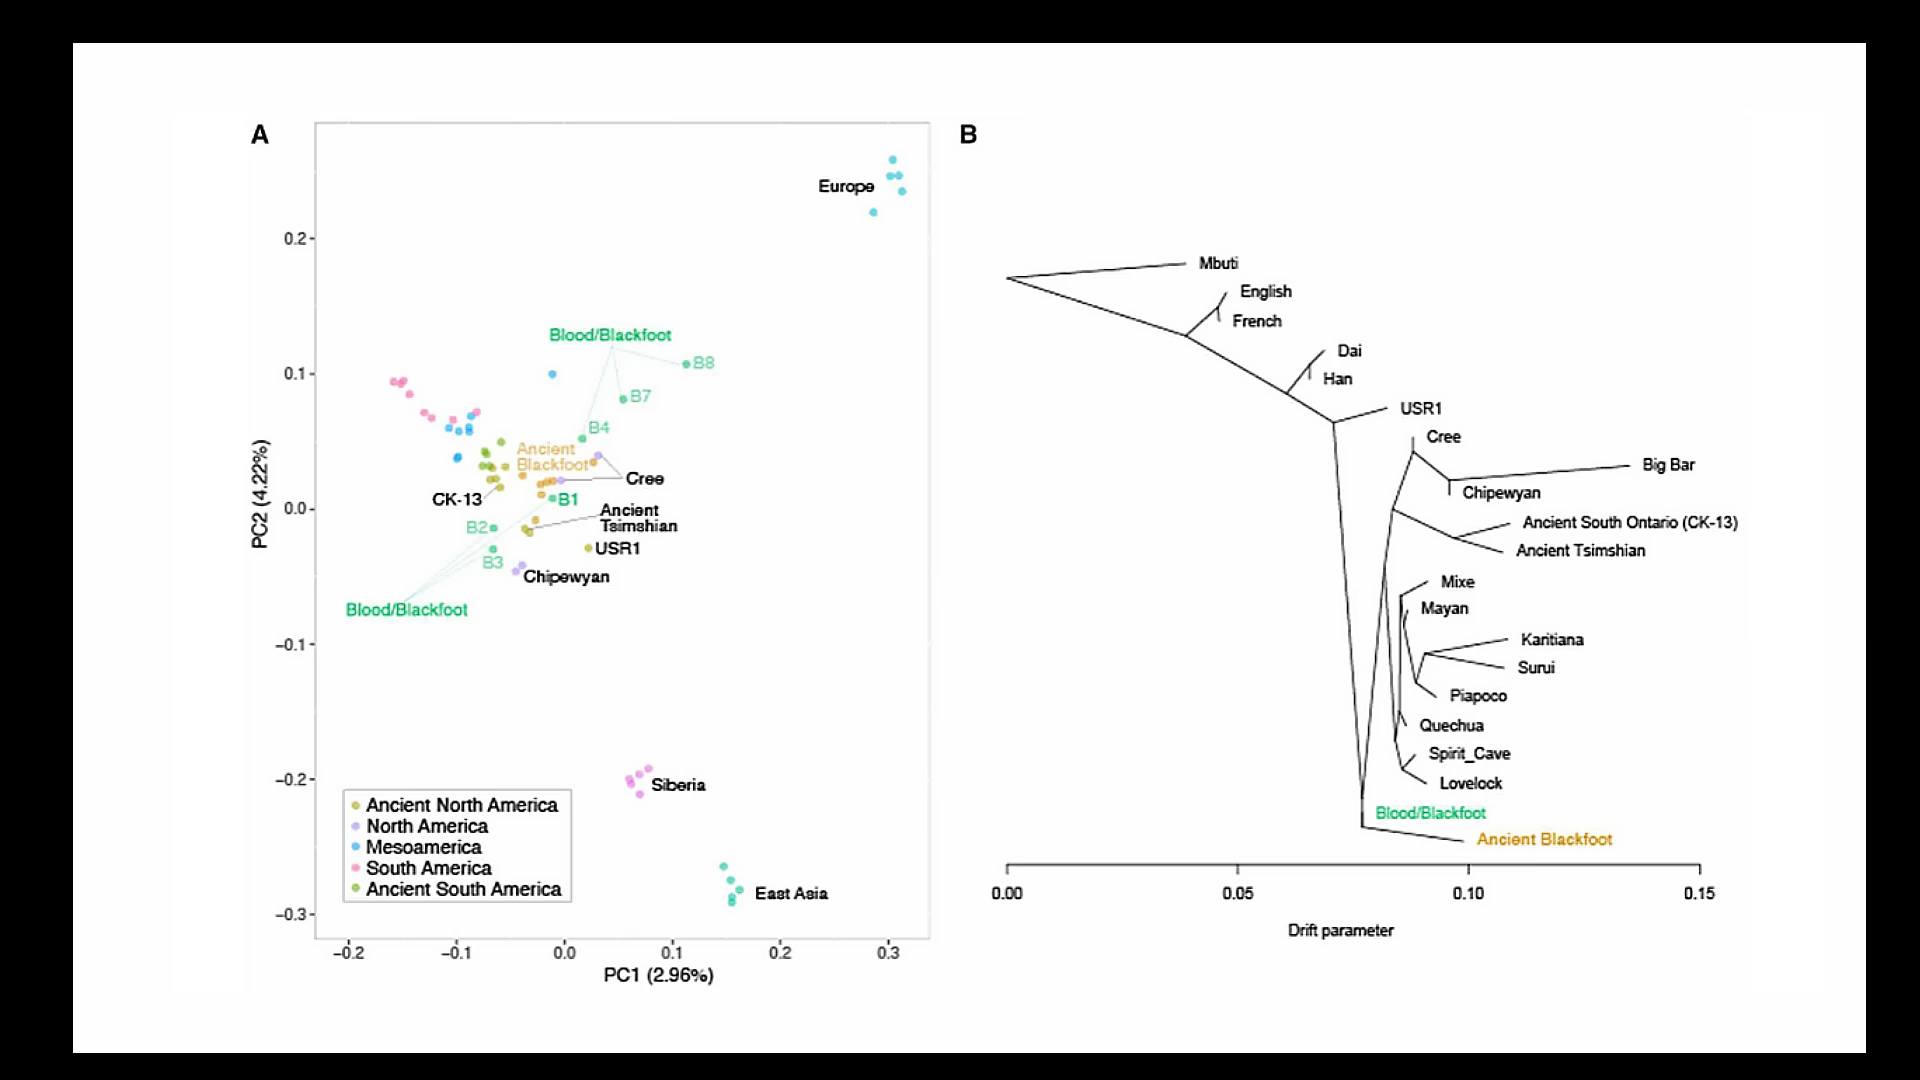 A
Europe
0.2
Blood/Blackfoot
B8
0.1
B7
B4
Ancient
Blackfoot
Cree
CK-13
B1
0.0
Ancient
Tsimshian
B2
USR1
B3
Chipewyan
Blood/Blackfoot
−0.1
−0.2
Siberia
Ancient North America
North America
Mesoamerica
South America
Ancient South America
East Asia
−0.3
−0.2
−0.1
0.0
0.1
0.2
0.3
PC1 (2.96%)
PC2 (4.22%)
B
Mbuti
English
French
Dai
Han
USR1
Cree
Big Bar
Chipewyan
Ancient South Ontario (CK-13)
Ancient Tsimshian
Mixe
Mayan
Karitiana
Surui
Piapoco
Quechua
Spirit_Cave
Lovelock
Blood/Blackfoot
Ancient Blackfoot
0.00
0.05
0.10
0.15
Drift parameter